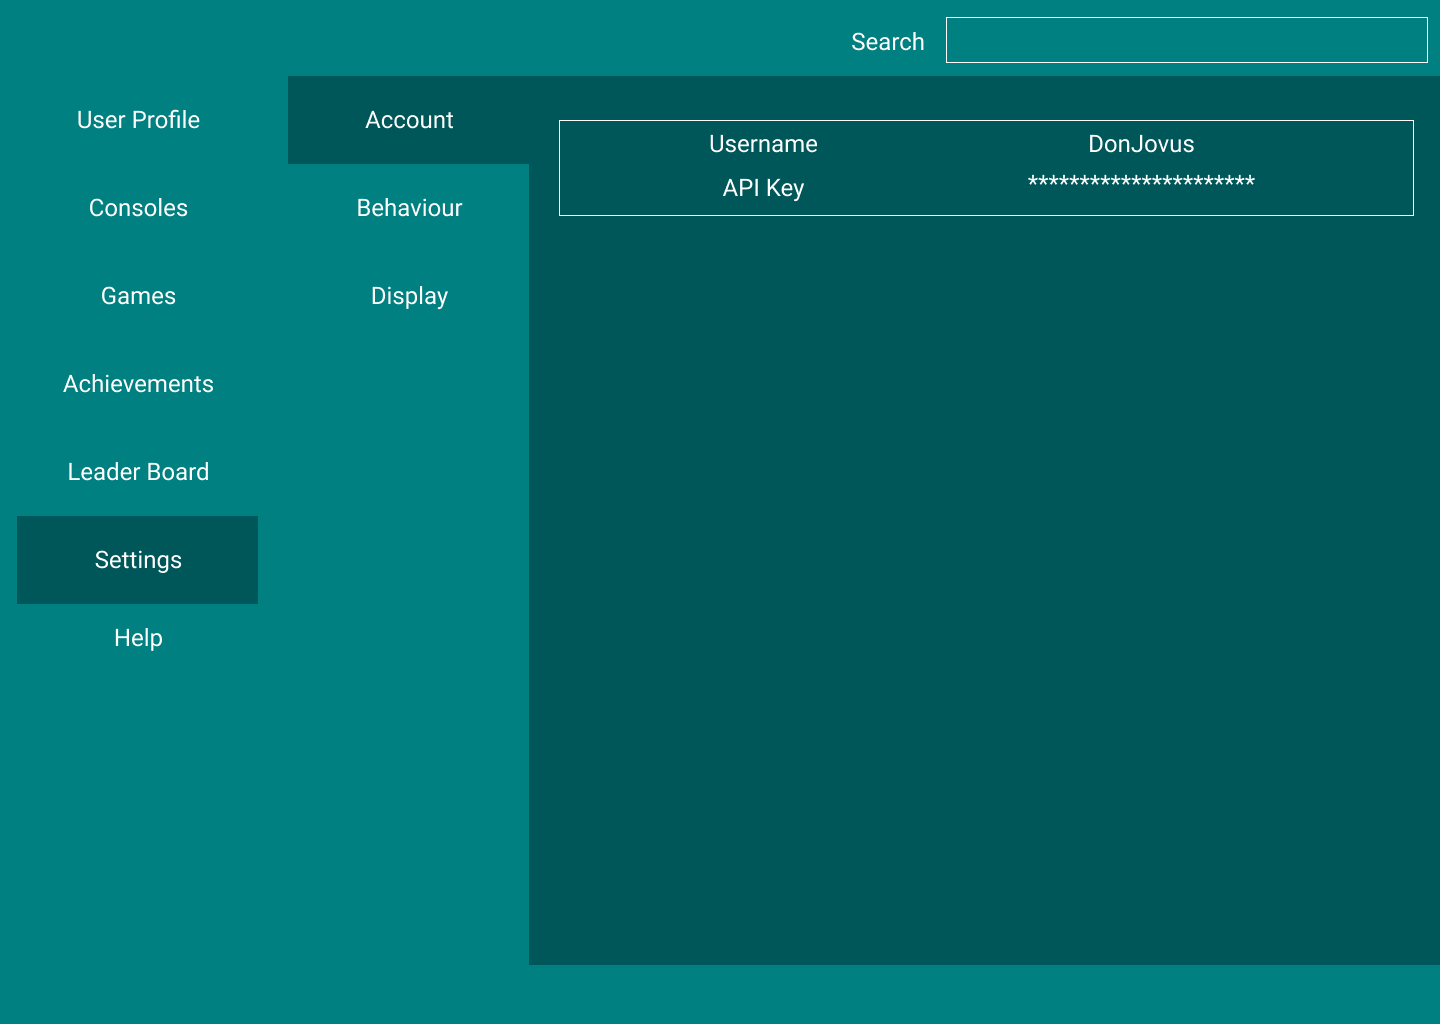 Search
User Profile
Consoles
Games
Achievements
Leader Board
Settings
Help
Account
Behaviour
Display
Username DonJovus
API Key **********************